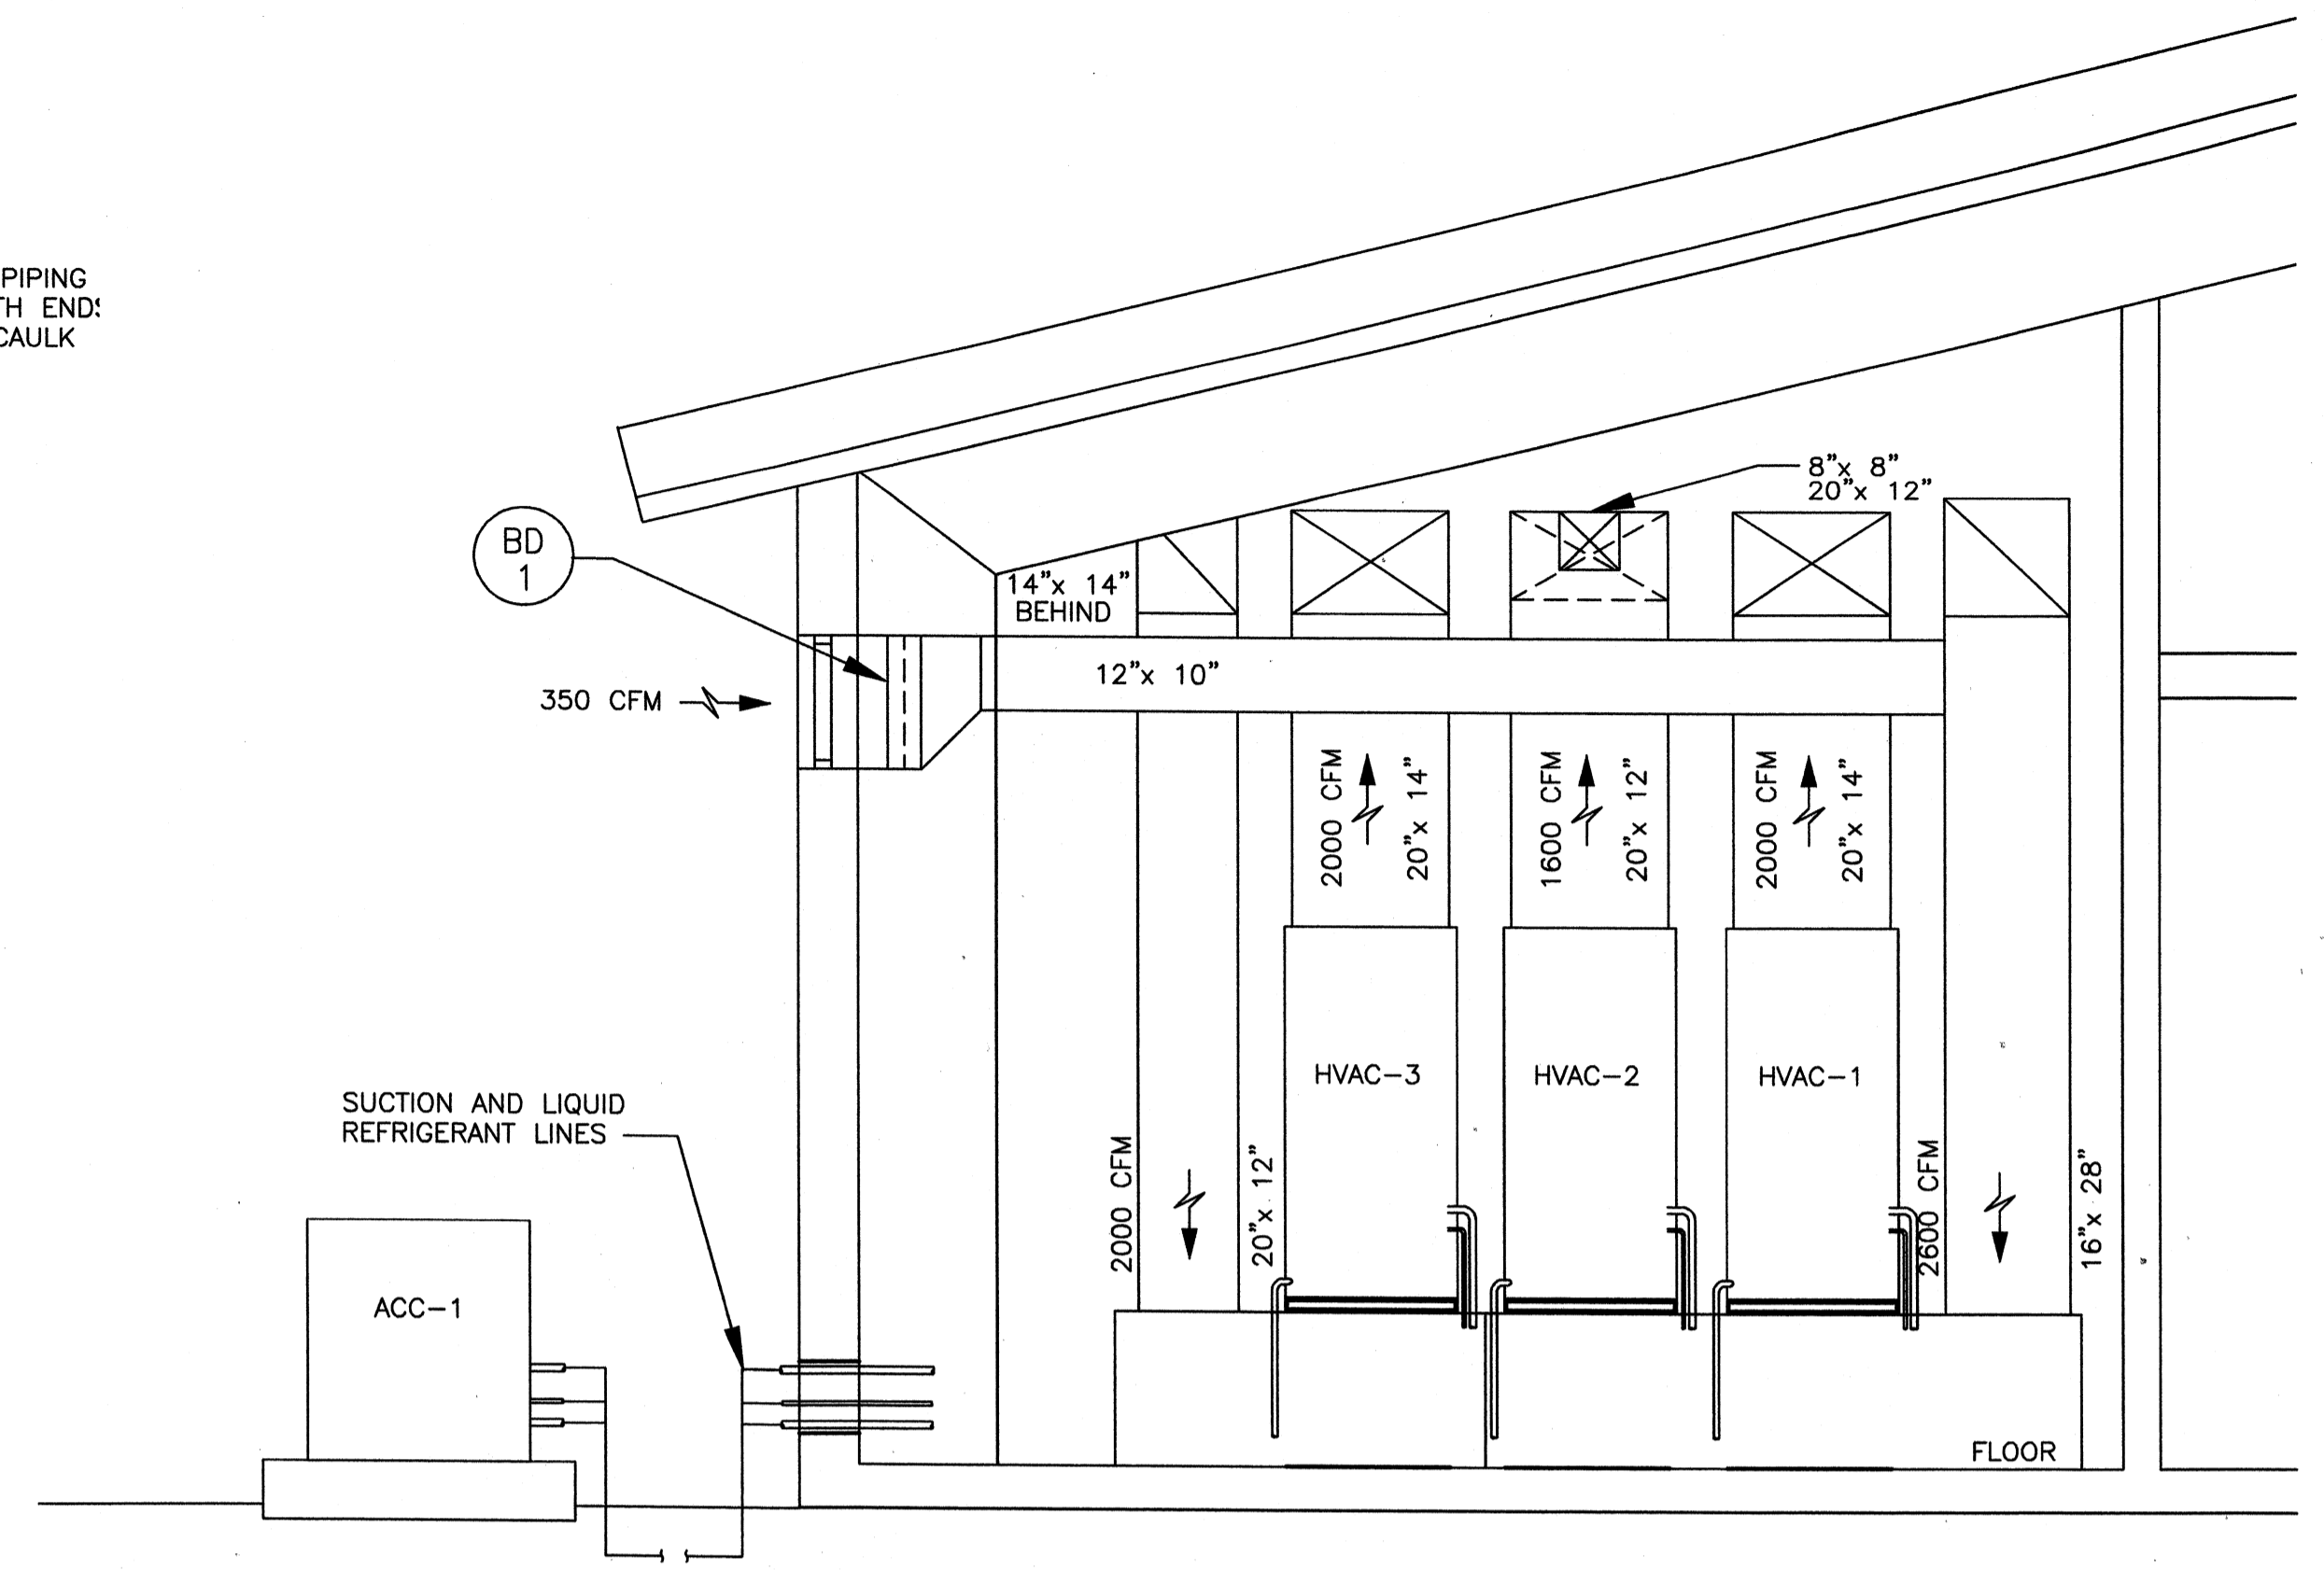 PIPING
TH ENDS
CAULK
8"x 8"
20"x 12"
BD
1
14"x 14"
BEHIND
12"x 10"
350 CFM
2000 CFM
20"x 14"
1600 CFM
20"x 12"
2000 CFM
20"x 14"
HVAC-3
HVAC-2
HVAC-1
SUCTION AND LIQUID
REFRIGERANT LINES
2000 CFM
20"x 12"
2600 CFM
16"x 28"
ACC-1
FLOOR